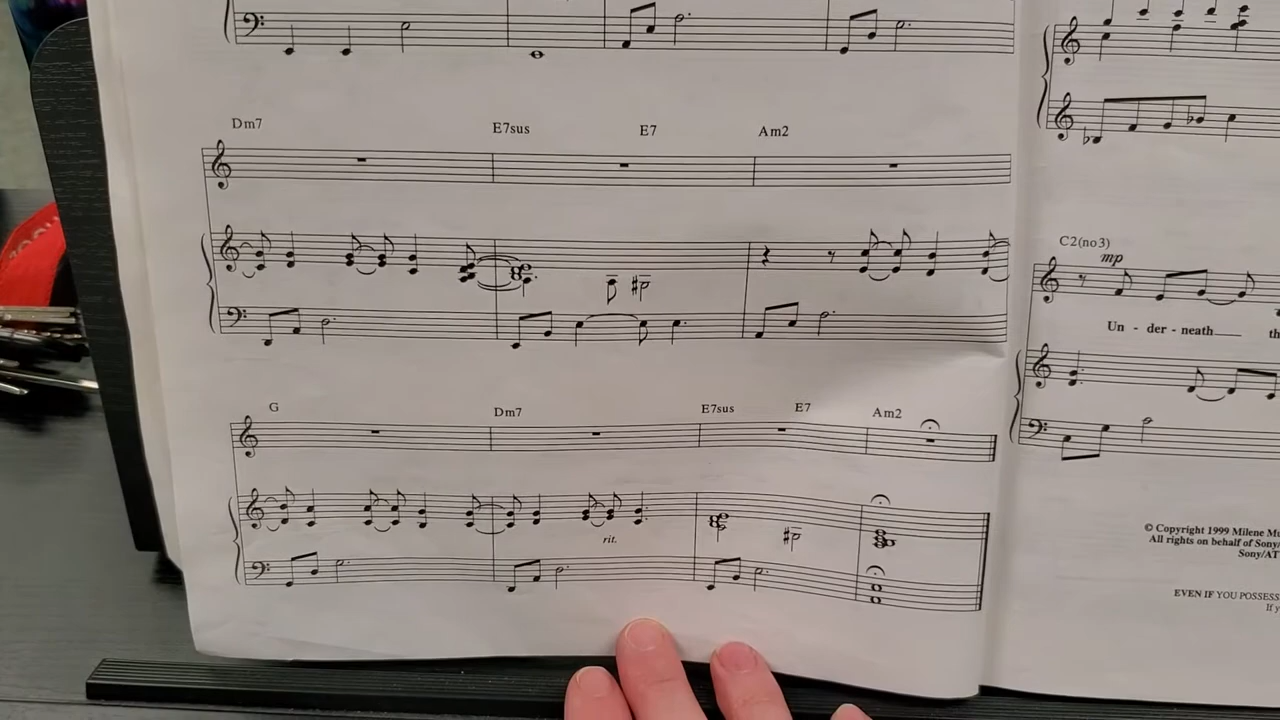 Dm7 E7sus E7 Am2
G Dm7 E7sus E7 Am2
rit.
C2(no3)
mp
Un - der - neath
© Copyright 1999 Milene
All rights on behalf of Sony/
Sony/AT
EVEN IF YOU POSSESS
If y